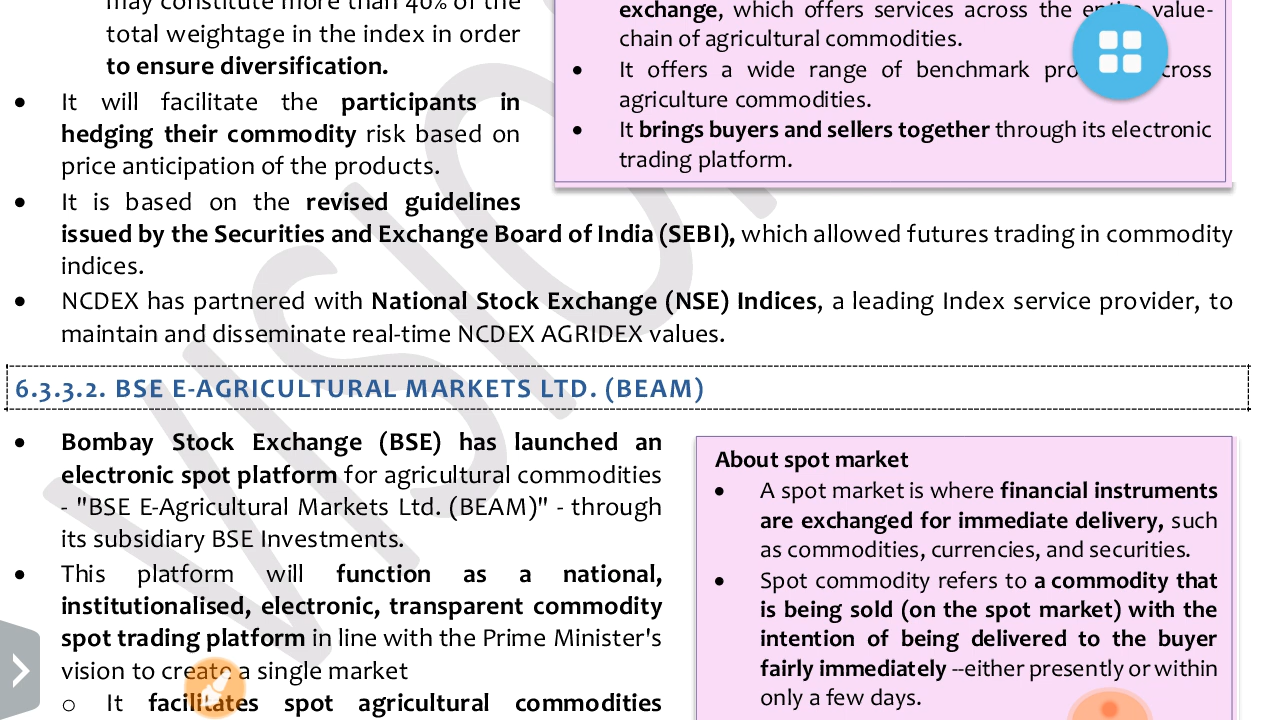 may constitute more than 40% of the
total weightage in the index in order
to ensure diversification.
• It will facilitate the participants in
hedging their commodity risk based on
price anticipation of the products.
• It is based on the revised guidelines
issued by the Securities and Exchange Board of India (SEBI), which allowed futures trading in commodity
indices.
• NCDEX has partnered with National Stock Exchange (NSE) Indices, a leading Index service provider, to
maintain and disseminate real-time NCDEX AGRIDEX values.
exchange, which offers services across the entire value-
chain of agricultural commodities.
• It offers a wide range of benchmark
agriculture commodities.
• It brings buyers and sellers together through its electronic
trading platform.
6.3.3.2. BSE E-AGRICULTURAL MARKETS LTD. (BEAM)
• Bombay Stock Exchange (BSE) has launched an
electronic spot platform for agricultural commodities
- "BSE E-Agricultural Markets Ltd. (BEAM)" - through
its subsidiary BSE Investments.
• This platform will function as a national,
institutionalised, electronic, transparent commodity
spot trading platform in line with the Prime Minister's
vision to create a single market
o It facilitates spot agricultural commodities
About spot market
• A spot market is where financial instruments
are exchanged for immediate delivery, such
as commodities, currencies, and securities.
• Spot commodity refers to a commodity that
is being sold (on the spot market) with the
intention of being delivered to the buyer
fairly immediately --either presently or within
only a few days.